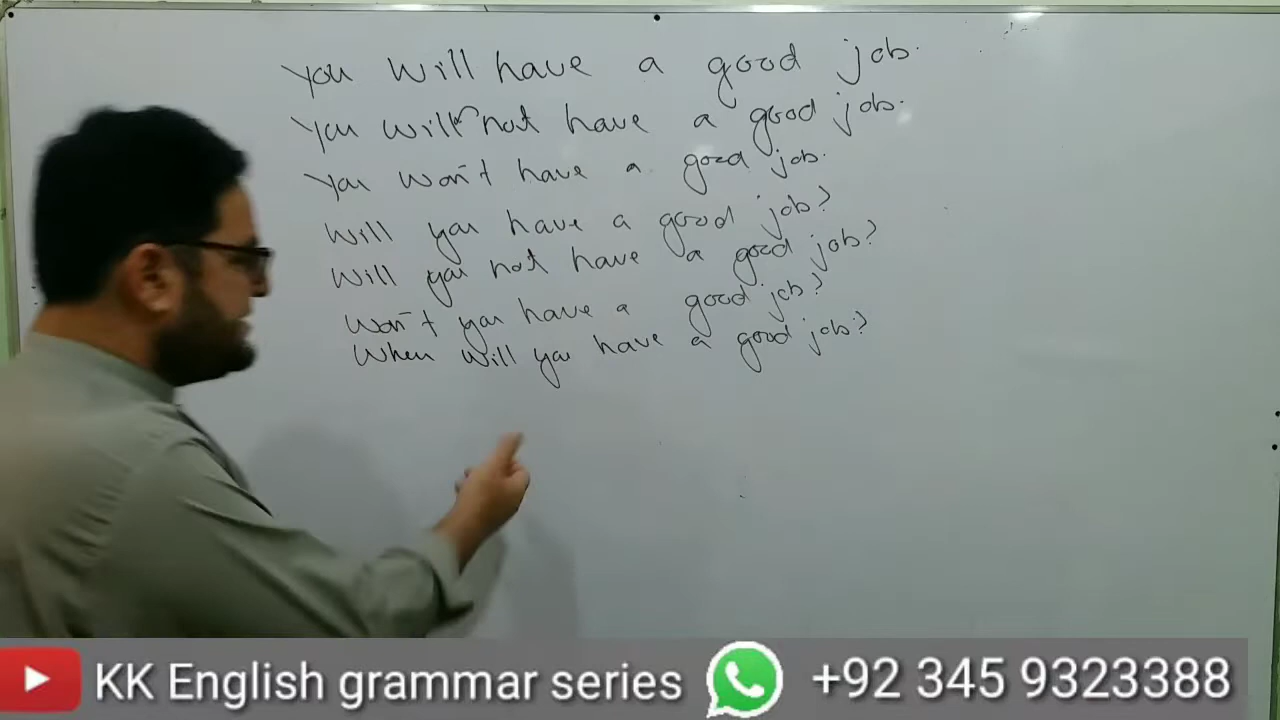 You will have a good job.
You will not have a good job.
You won't have a good job.
Will you have a good job?
Will you not have a good job?
Won't you have a good job?
When will you have a good job?
KK English grammar series +92 345 9323388